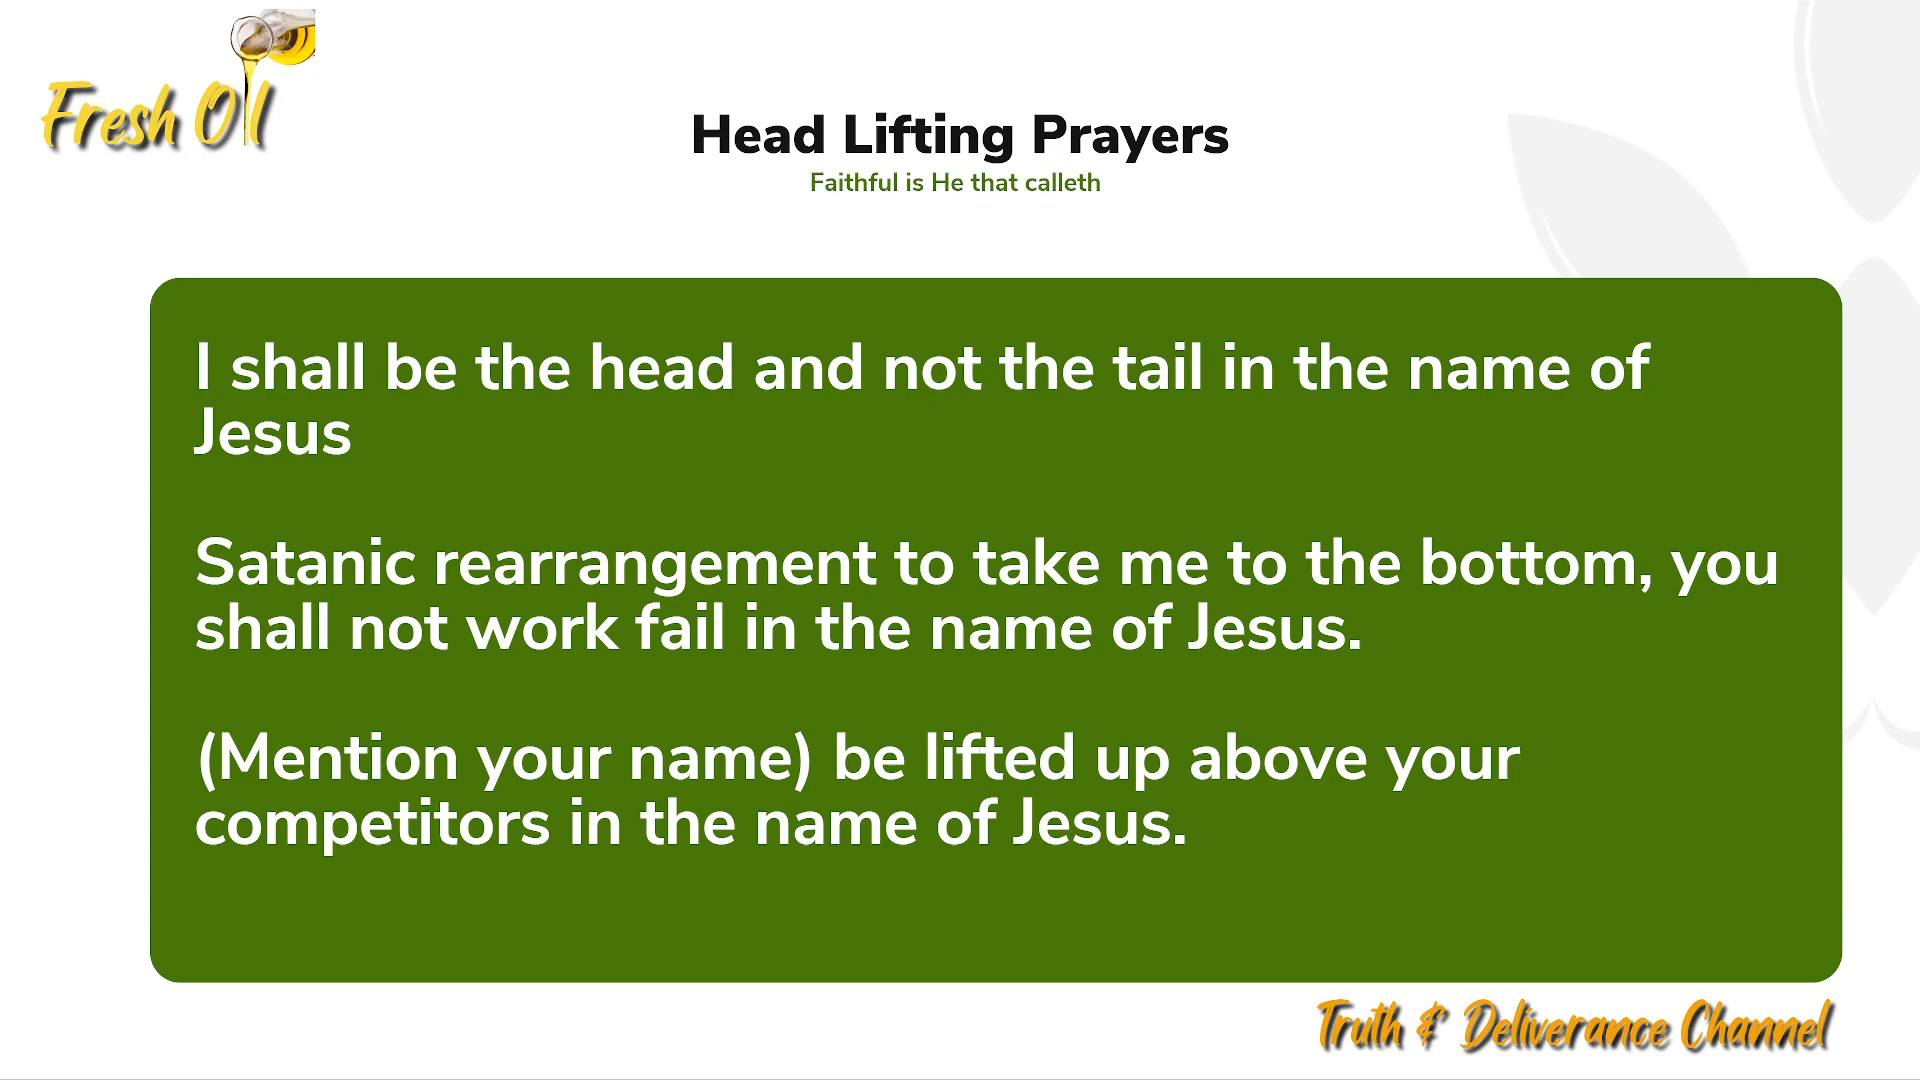 Fresh Oil
Head Lifting Prayers
Faithful is He that calleth
I shall be the head and not the tail in the name of
Jesus
Satanic rearrangement to take me to the bottom, you
shall not work fail in the name of Jesus.
(Mention your name) be lifted up above your
competitors in the name of Jesus.
Truth & Deliverance Channel